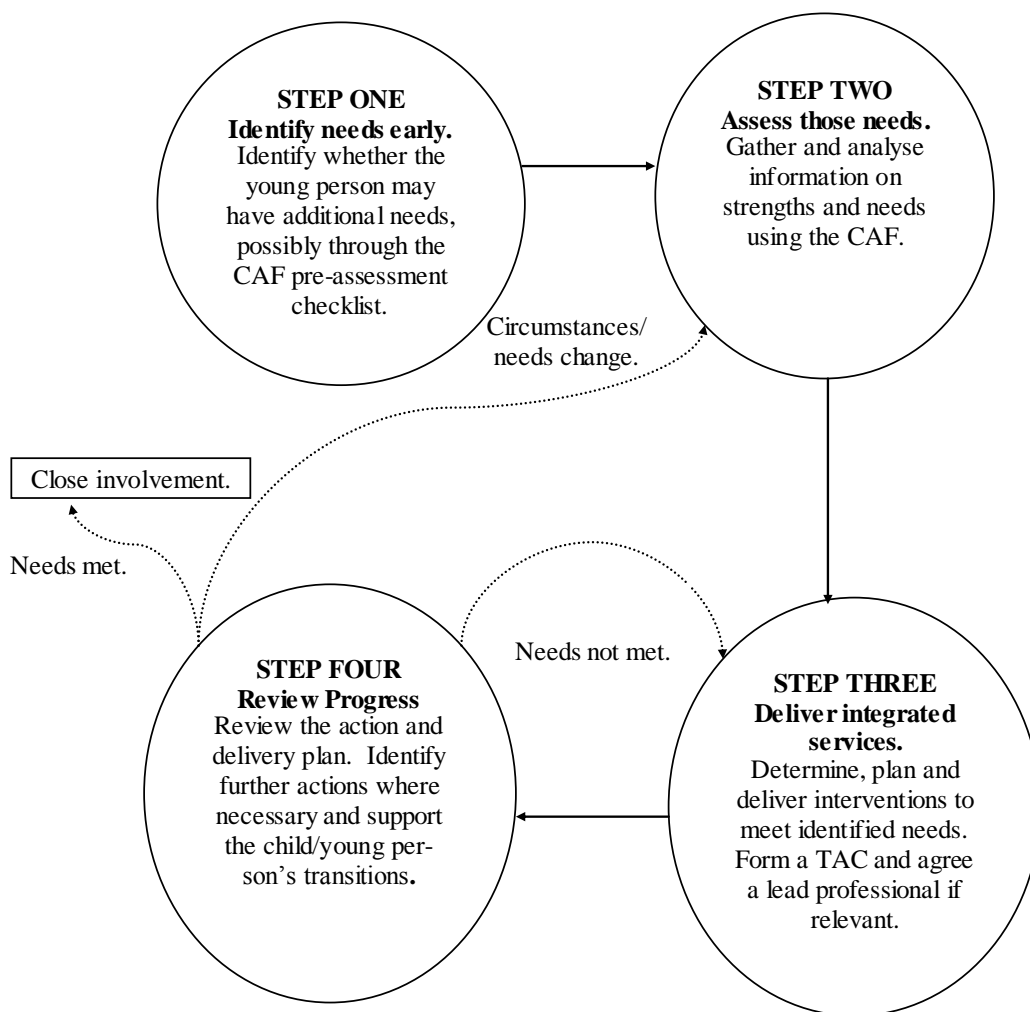 STEP ONE
Identify needs early.
Identify whether the
young person may
have additional needs,
possibly through the
CAF pre-assessment
checklist.
STEP TWO
Assess those needs.
Gather and analyse
information on
strengths and needs
using the CAF.
Circumstances/
needs change.
Close involvement.
Needs met.
Needs not met.
STEP THREE
Deliver integrated
services.
Determine, plan and
deliver interventions to
meet identified needs.
Form a TAC and agree
a lead professional if
relevant.
STEP FOUR
Review Progress
Review the action and
delivery plan.  Identify
further actions where
necessary and support
the child/young per-
son’s transitions.